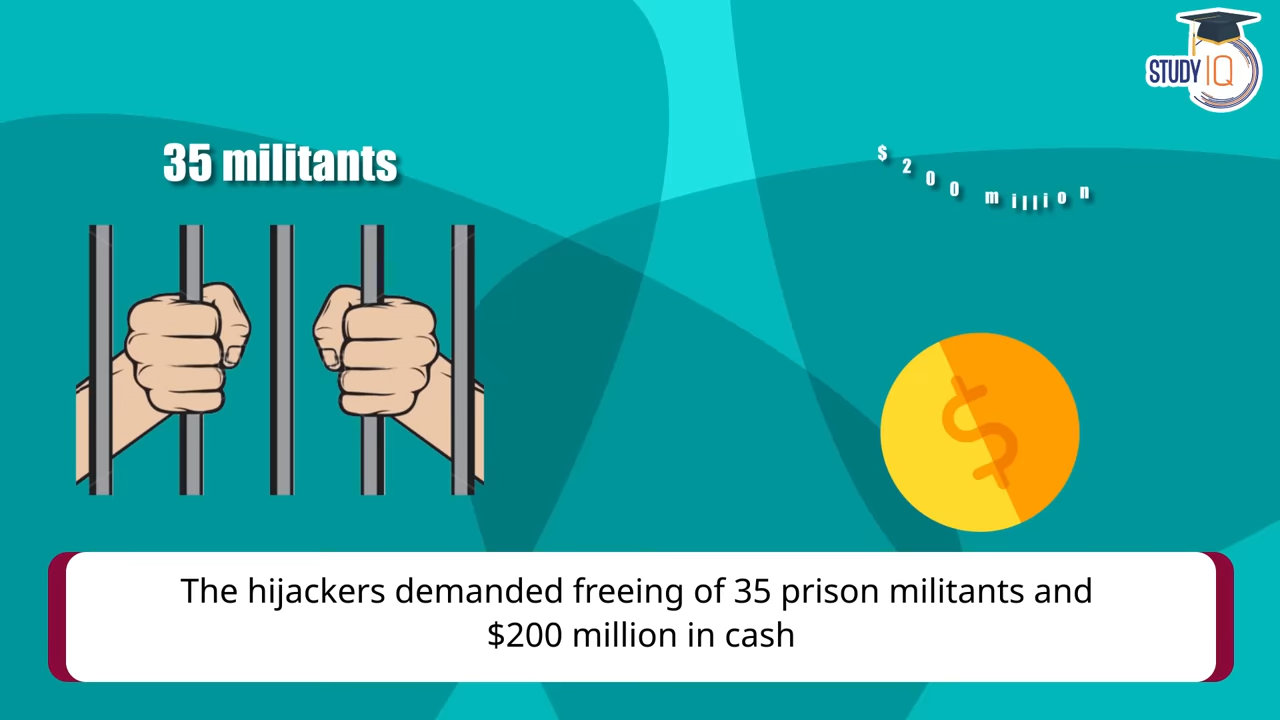 STUDY IQ
35 militants
$ 200 million
The hijackers demanded freeing of 35 prison militants and
$200 million in cash